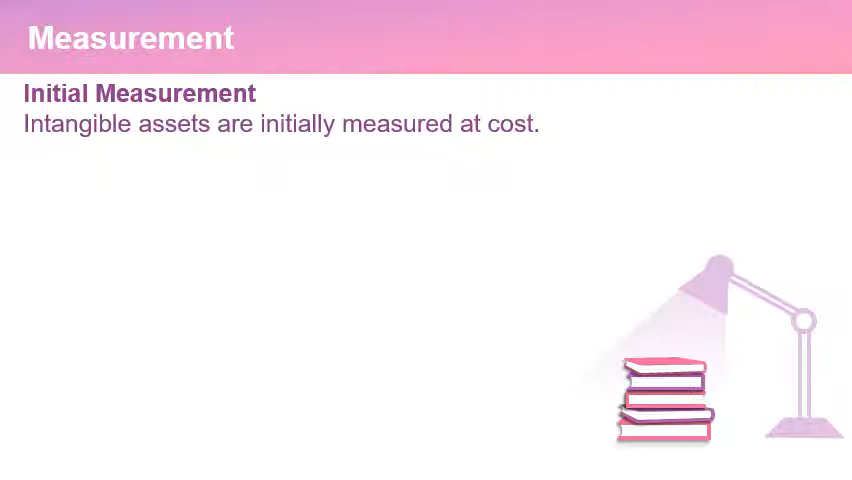 Measurement
Initial Measurement
Intangible assets are initially measured at cost.